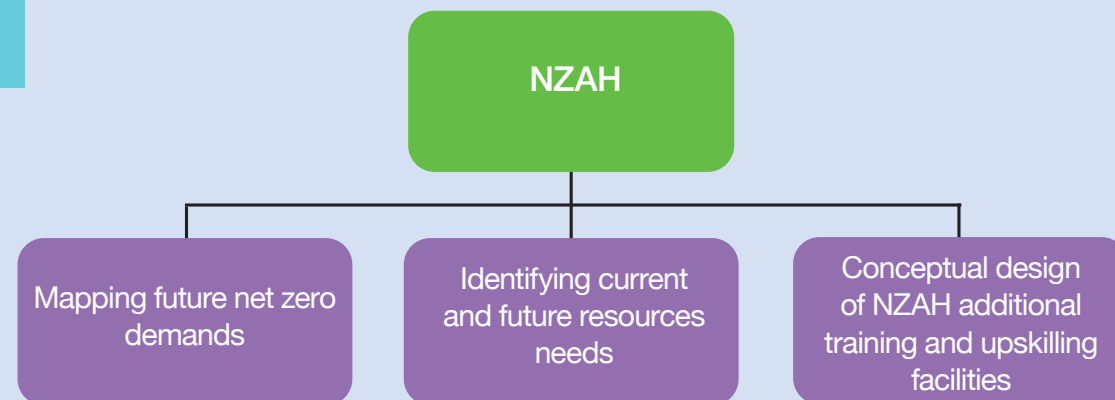 NZAH
Mapping future net zero
demands
Identifying current
and future resources
needs
Conceptual design
of NZAH additional
training and upskilling
facilities